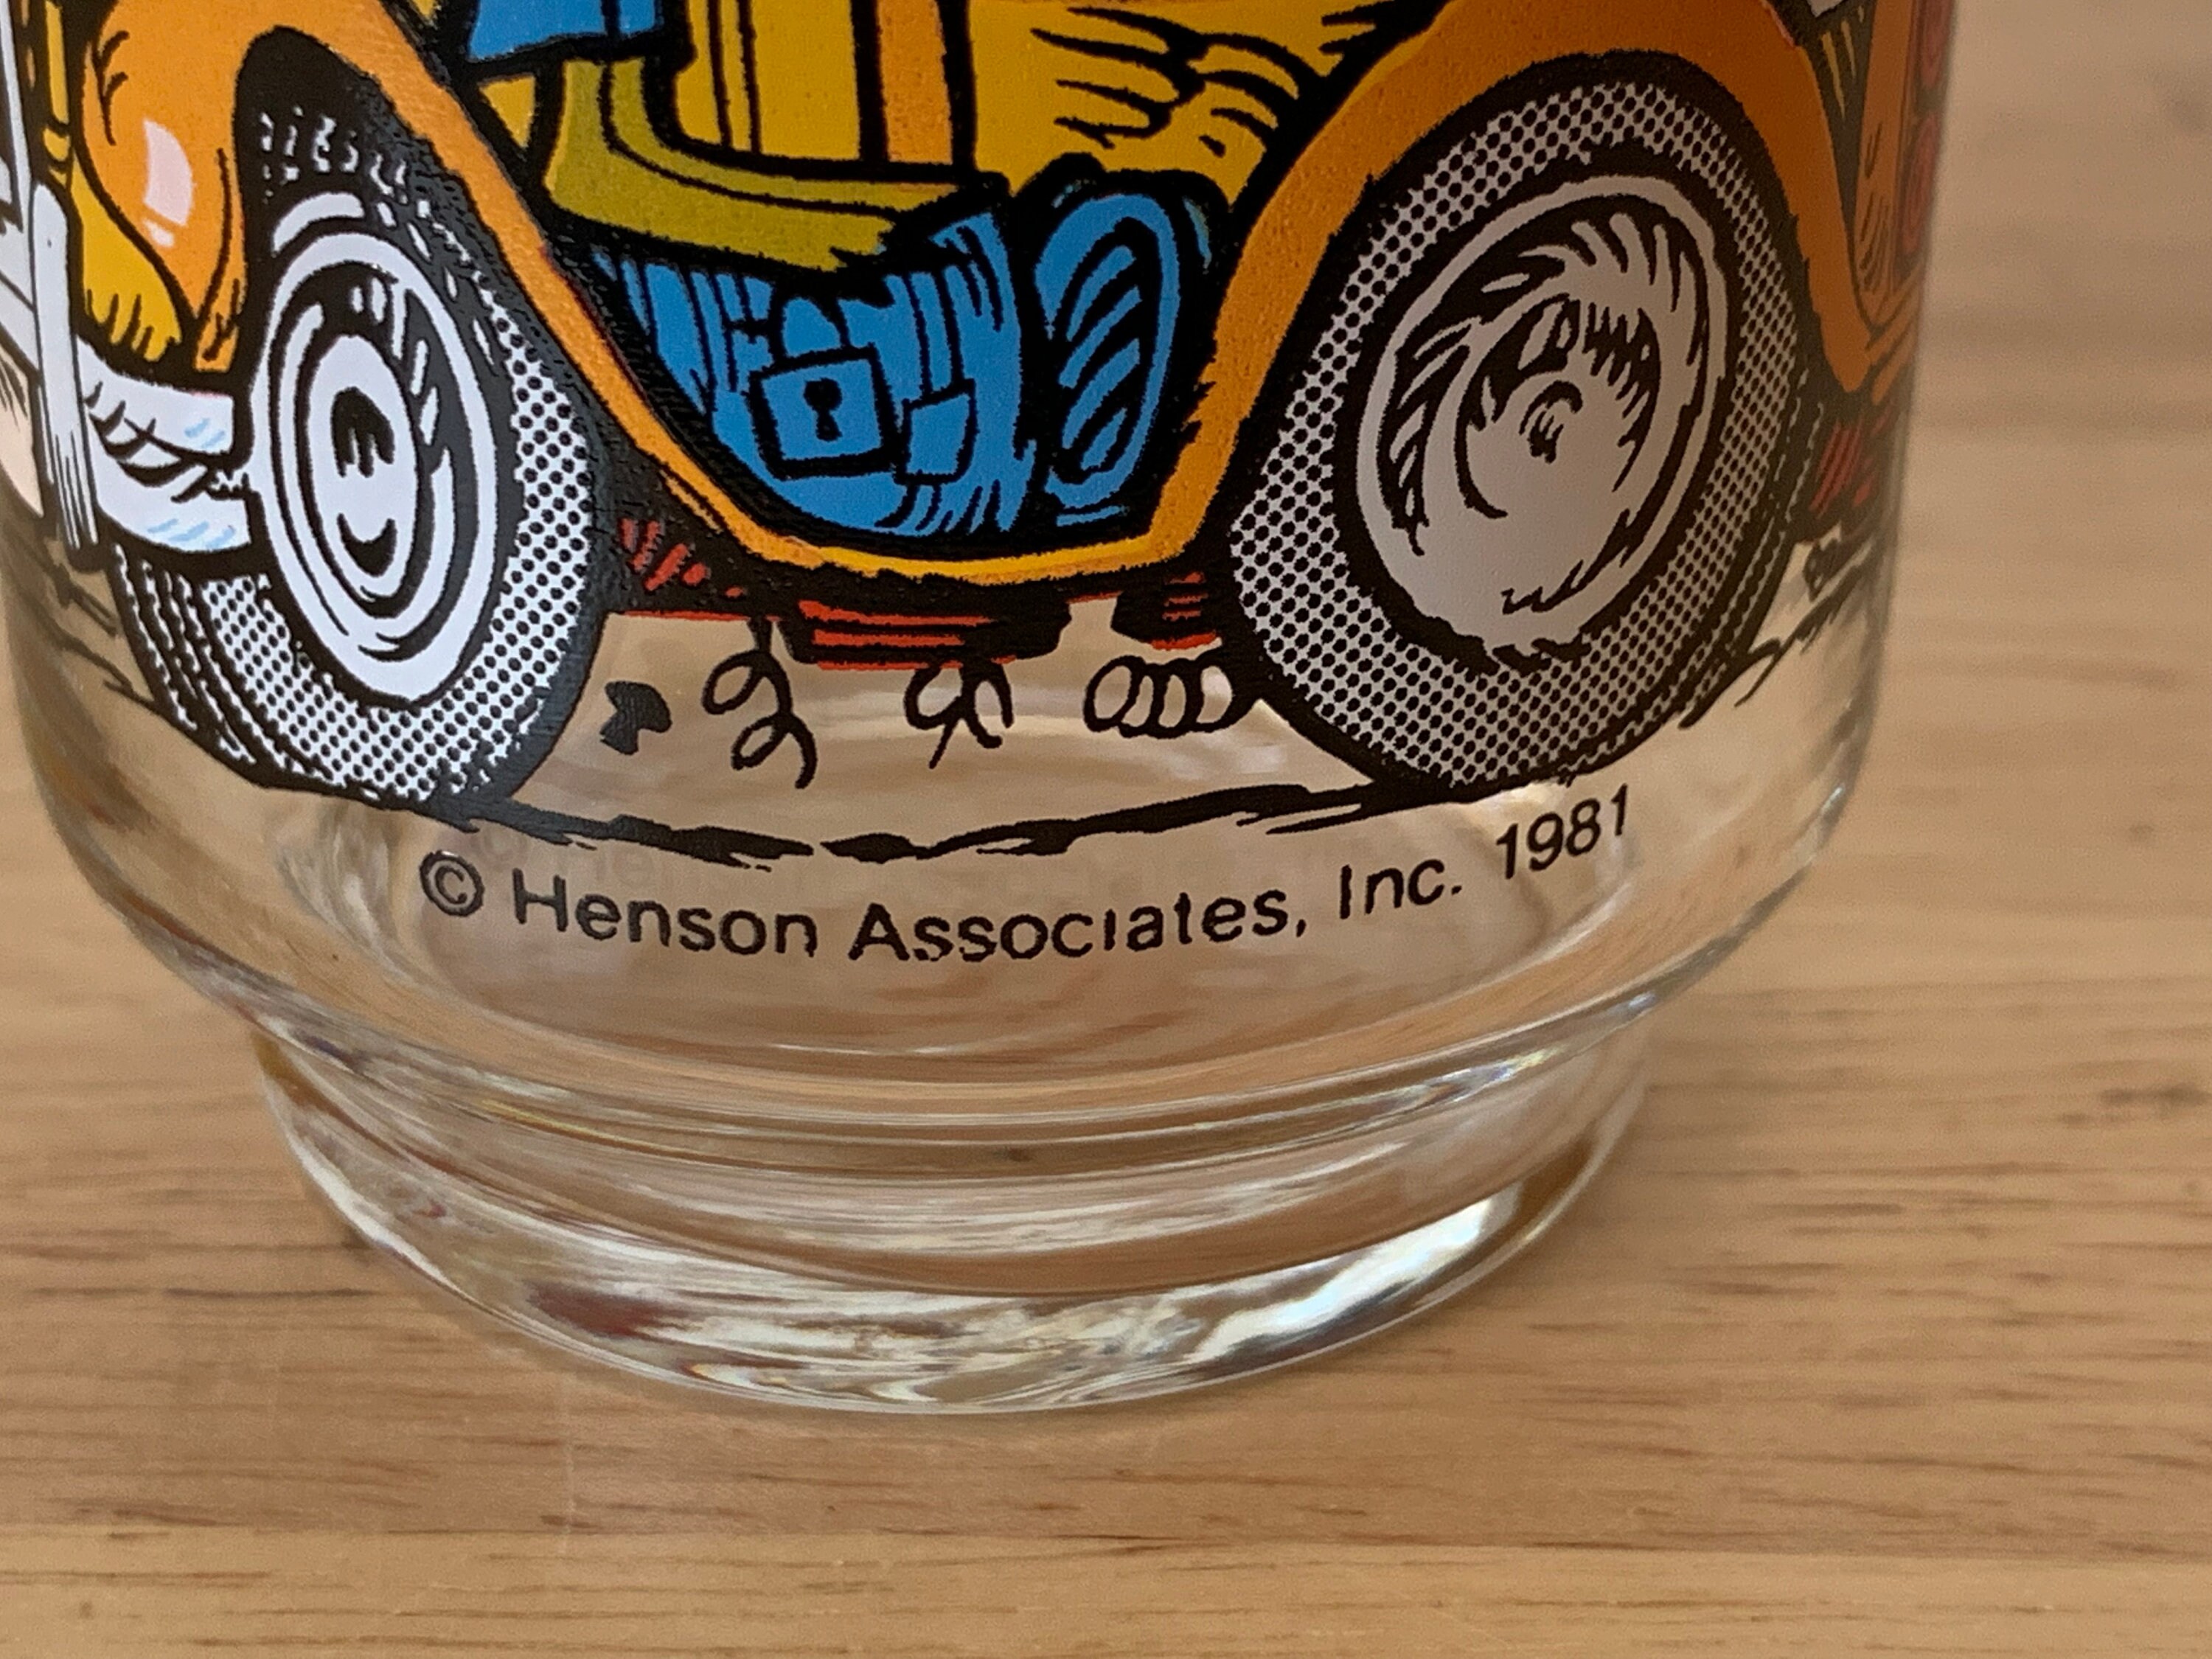 © Henson Associates, Inc. 1981